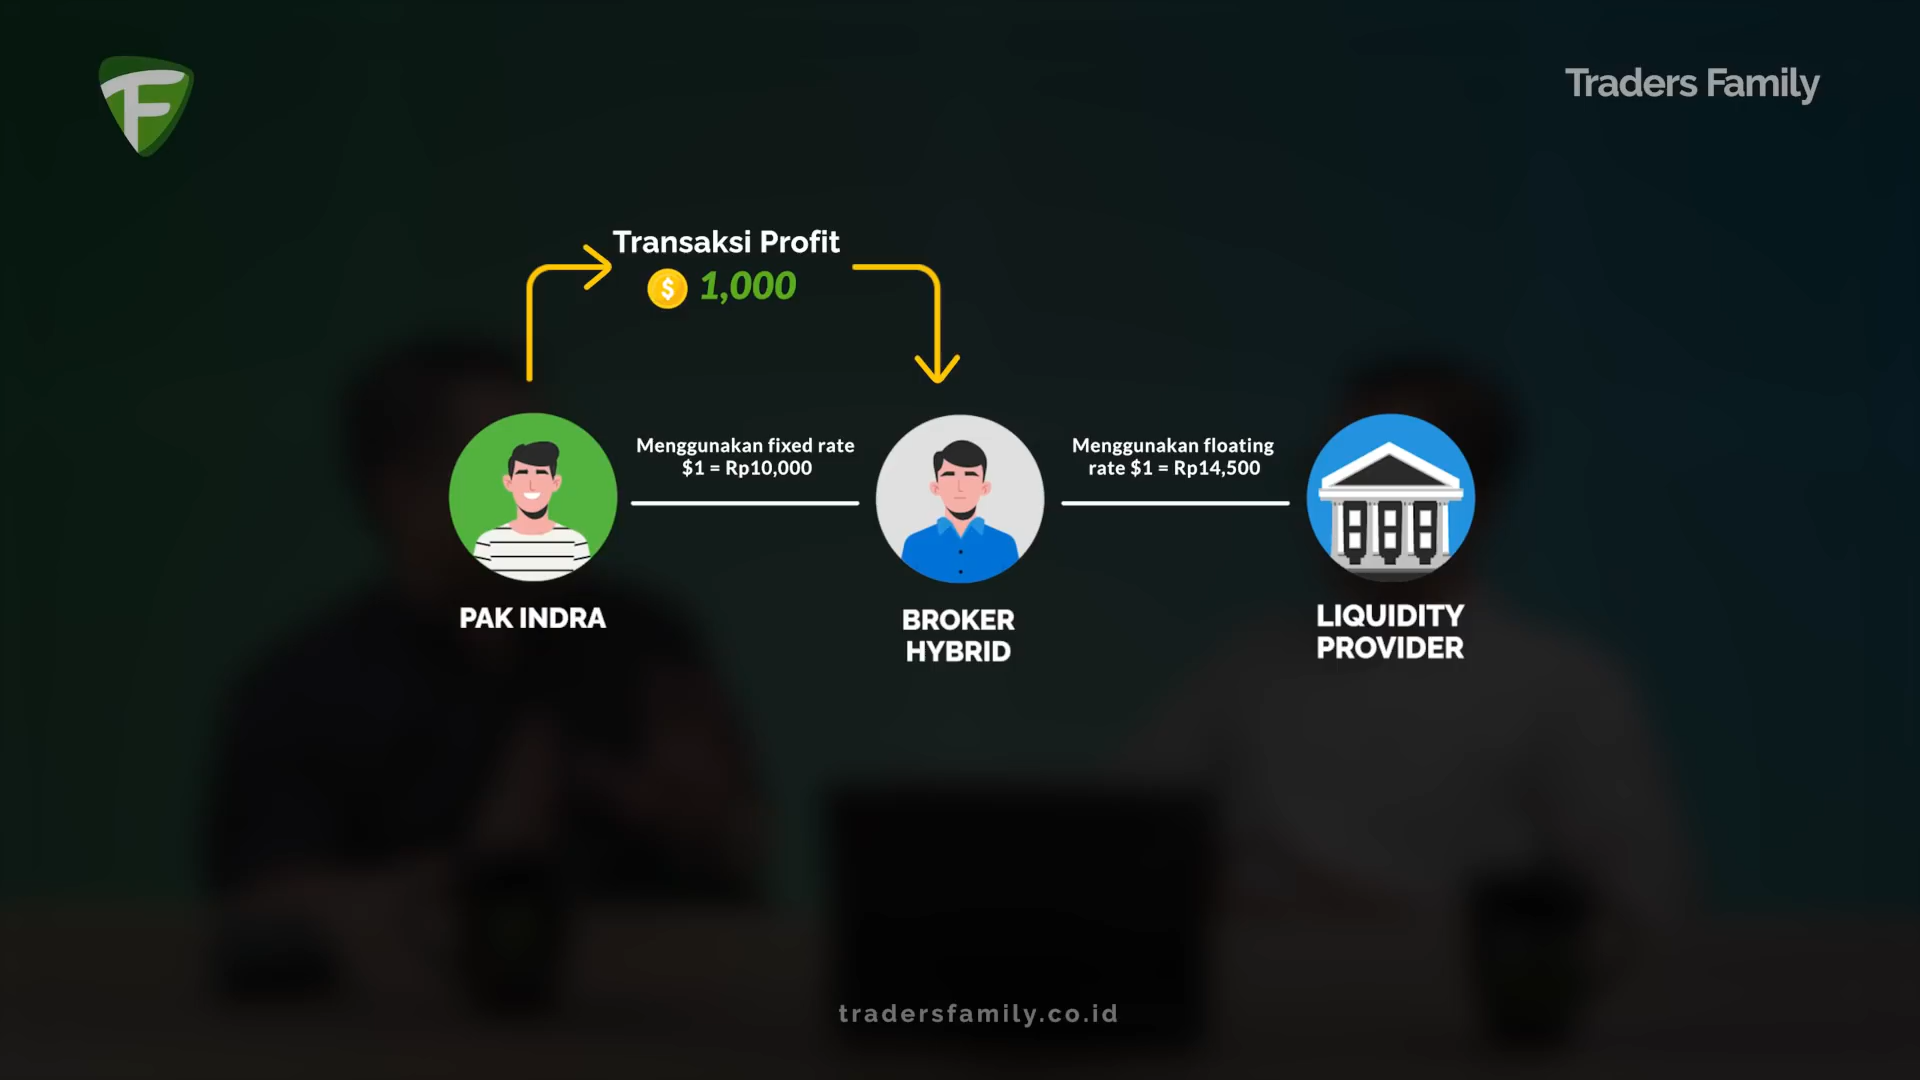 Traders Family
Transaksi Profit
$ 1,000
Menggunakan fixed rate
$1 = Rp10,000
Menggunakan floating
rate $1 = Rp14,500
PAK INDRA
BROKER
HYBRID
LIQUIDITY
PROVIDER
tradersfamily.co.id